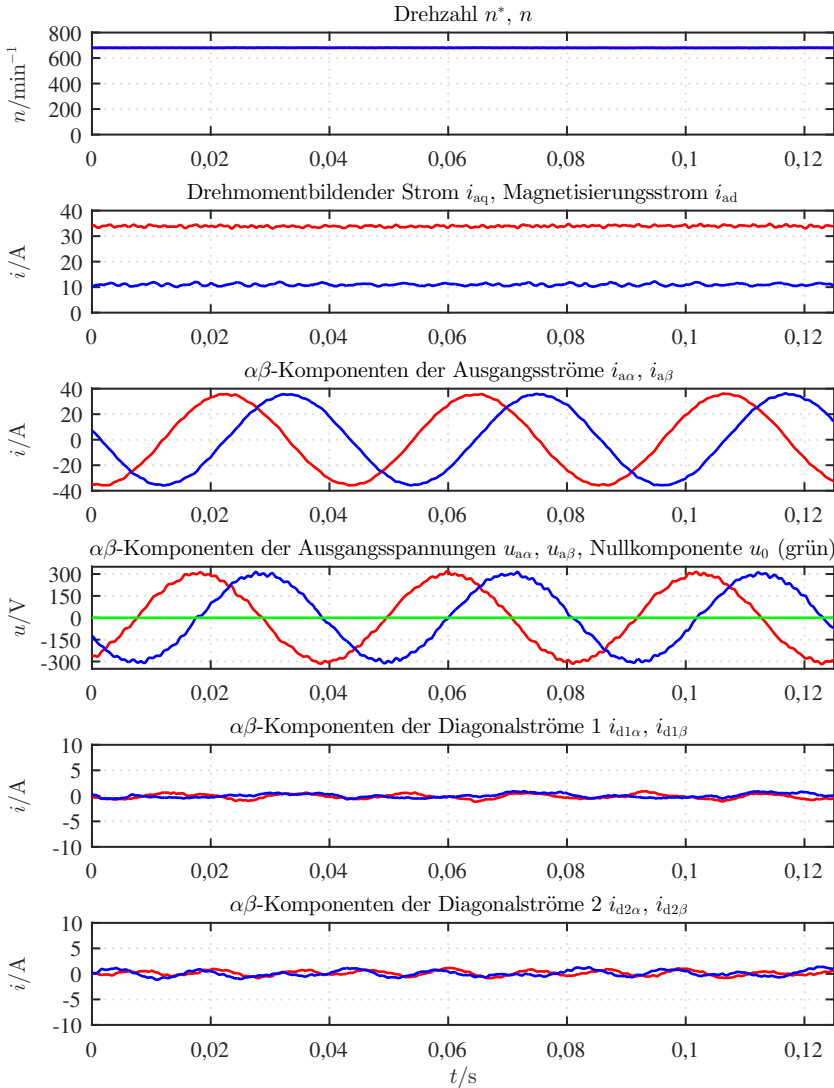 Drehzahl n*, n
800
600
400
200
0
n/min⁻¹
0 0,02 0,04 0,06 0,08 0,1 0,12
Drehmomentbildender Strom i_aq, Magnetisierungsstrom i_ad
40
30
20
10
0
i/A
0 0,02 0,04 0,06 0,08 0,1 0,12
αβ-Komponenten der Ausgangsströme i_aα, i_aβ
40
20
0
-20
-40
i/A
0 0,02 0,04 0,06 0,08 0,1 0,12
αβ-Komponenten der Ausgangsspannungen u_aα, u_aβ, Nullkomponente u_0 (grün)
300
150
0
-150
-300
u/V
0 0,02 0,04 0,06 0,08 0,1 0,12
αβ-Komponenten der Diagonalströme 1 i_d1α, i_d1β
10
5
0
-5
-10
i/A
0 0,02 0,04 0,06 0,08 0,1 0,12
αβ-Komponenten der Diagonalströme 2 i_d2α, i_d2β
10
5
0
-5
-10
i/A
0 0,02 0,04 0,06 0,08 0,1 0,12
t/s